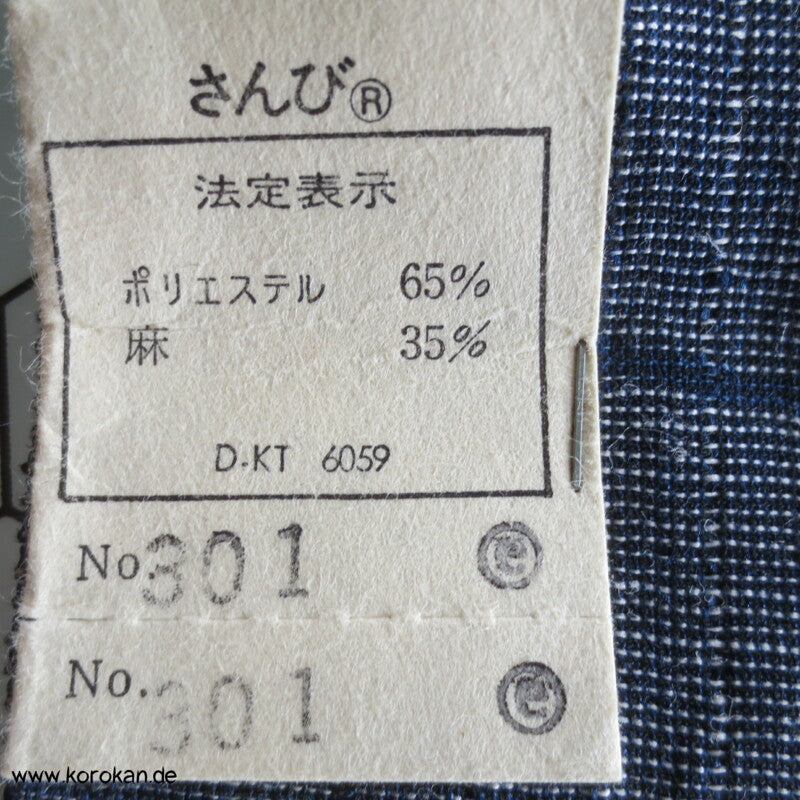 さんび®
法定表示
ポリエステル 65%
麻 35%
D-KT 6059
No. 301
No. 301
www.korokan.de